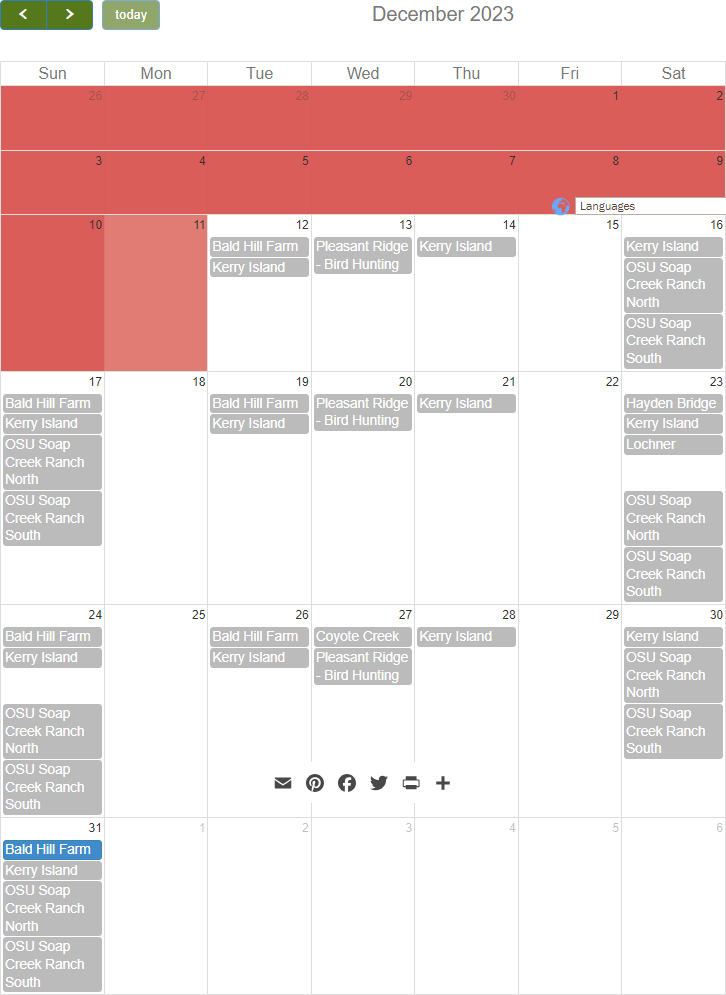 today
December 2023
Sun Mon Tue Wed Thu Fri Sat
26 27 28 29 30 1 2
3 4 5 6 7 8 9
Languages
10 11 12 13 14 15 16
Bald Hill Farm
Kerry Island
Pleasant Ridge
- Bird Hunting
Kerry Island
Kerry Island
OSU Soap
Creek Ranch
North
OSU Soap
Creek Ranch
South
17 18 19 20 21 22 23
Bald Hill Farm
Kerry Island
OSU Soap
Creek Ranch
North
OSU Soap
Creek Ranch
South
Bald Hill Farm
Kerry Island
Pleasant Ridge
- Bird Hunting
Kerry Island
Hayden Bridge
Kerry Island
Lochner
OSU Soap
Creek Ranch
North
OSU Soap
Creek Ranch
South
24 25 26 27 28 29 30
Bald Hill Farm
Kerry Island
OSU Soap
Creek Ranch
North
OSU Soap
Creek Ranch
South
Bald Hill Farm
Kerry Island
Coyote Creek
Pleasant Ridge
- Bird Hunting
Kerry Island
Kerry Island
OSU Soap
Creek Ranch
North
OSU Soap
Creek Ranch
South
31 1 2 3 4 5 6
Bald Hill Farm
Kerry Island
OSU Soap
Creek Ranch
North
OSU Soap
Creek Ranch
South